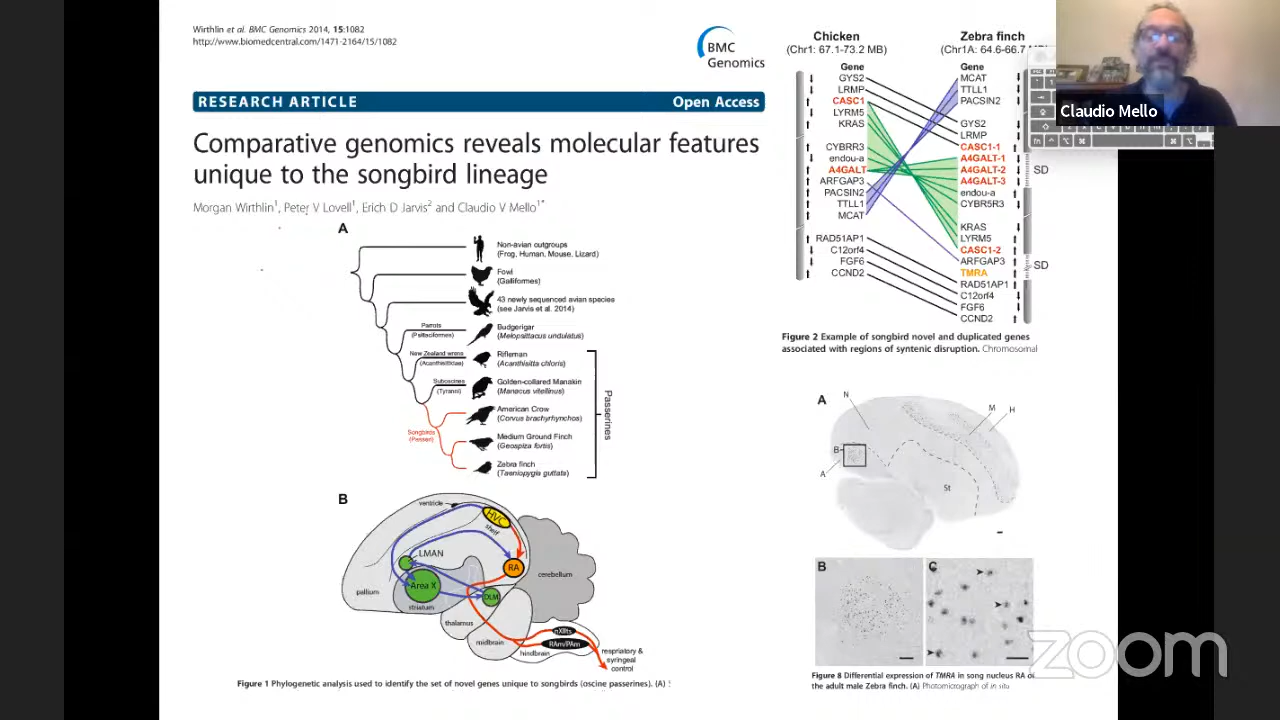 Wirthlin et al. BMC Genomics 2014, 15:1082
http://www.biomedcentral.com/1471-2164/15/1082
BMC
Genomics
RESEARCH ARTICLE
Open Access
Comparative genomics reveals molecular features
unique to the songbird lineage
Morgan Wirthlin1, Peter V Lovell1, Erich D Jarvis2 and Claudio V Mello1*
A
Non-avian outgroups
(Frog, Human, Mouse, Lizard)
Fowl
(Galliformes)
43 newly sequenced avian species
(see Jarvis et al. 2014)
Parrots
(Psittaciformes)
Budgerigar
(Melopsittacus undulatus)
New Zealand wrens
(Acanthisittidae)
Rifleman
(Acanthisitta chloris)
Suboscines
(Tyranni)
Golden-collared Manakin
(Manacus vitellinus)
Songbirds
(Passeri)
American Crow
(Corvus brachyrhynchos)
Medium Ground Finch
(Geospiza fortis)
Zebra finch
(Taeniopygia guttata)
Passerines
B
ventricle
HVC
shelf
LMAN
RA
Area X
DLM
cerebellum
pallium
striatum
thalamus
midbrain
hindbrain
nXIIts
RAm/PAm
respiratory &
syringeal
control
Figure 1 Phylogenetic analysis used to identify the set of novel genes unique to songbirds (oscine passerines). (A)
Chicken
(Chr1: 67.1-73.2 MB)
Gene
GYS2
LRMP
CASC1
LYRM5
KRAS
CYBRR3
endou-a
A4GALT
ARFGAP3
PACSIN2
TTLL1
MCAT
RAD51AP1
C12orf4
FGF6
CCND2
Zebra finch
(Chr1A: 64.6-66.7
Gene
MCAT
TTLL1
PACSIN2
GYS2
LRMP
CASC1-1
A4GALT-1
A4GALT-2
A4GALT-3
endou-a
CYBR5R3
KRAS
LYRM5
CASC1-2
ARFGAP3
TMRA
RAD51AP1
C12orf4
FGF6
CCND2
SD
SD
Figure 2 Example of songbird novel and duplicated genes
associated with regions of syntenic disruption. Chromosomal
A
N
M
H
B
A
St
B
C
Figure 8 Differential expression of TMRA in song nucleus RA
the adult male Zebra finch. (A) Photomicrograph of in situ
Claudio Mello
zoom